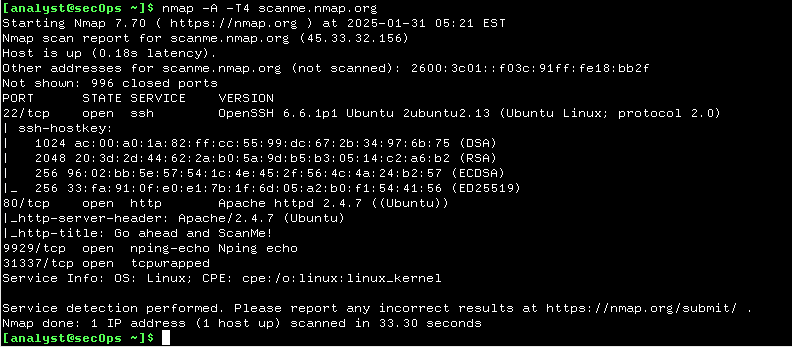 [analyst@secOps ~]$ nmap -A -T4 scanme.nmap.org
Starting Nmap 7.70 ( https://nmap.org ) at 2025-01-31 05:21 EST
Nmap scan report for scanme.nmap.org (45.33.32.156)
Host is up (0.18s latency).
Other addresses for scanme.nmap.org (not scanned): 2600:3c01::f03c:91ff:fe18:bb2f
Not shown: 996 closed ports
PORT      STATE SERVICE    VERSION
22/tcp    open  ssh        OpenSSH 6.6.1p1 Ubuntu 2ubuntu2.13 (Ubuntu Linux; protocol 2.0)
| ssh-hostkey:
|   1024 ac:00:a0:1a:82:ff:cc:55:99:dc:67:2b:34:97:6b:75 (DSA)
|   2048 20:3d:2d:44:62:2a:b0:5a:9d:b5:b3:05:14:c2:a6:b2 (RSA)
|   256 96:02:bb:5e:57:54:1c:4e:45:2f:56:4c:4a:24:b2:57 (ECDSA)
|_  256 33:fa:91:0f:e0:e1:7b:1f:6d:05:a2:b0:f1:54:41:56 (ED25519)
80/tcp    open  http       Apache httpd 2.4.7 ((Ubuntu))
|_http-server-header: Apache/2.4.7 (Ubuntu)
|_http-title: Go ahead and ScanMe!
9929/tcp  open  nping-echo Nping echo
31337/tcp open  tcpwrapped
Service Info: OS: Linux; CPE: cpe:/o:linux:linux_kernel

Service detection performed. Please report any incorrect results at https://nmap.org/submit/ .
Nmap done: 1 IP address (1 host up) scanned in 33.30 seconds
[analyst@secOps ~]$